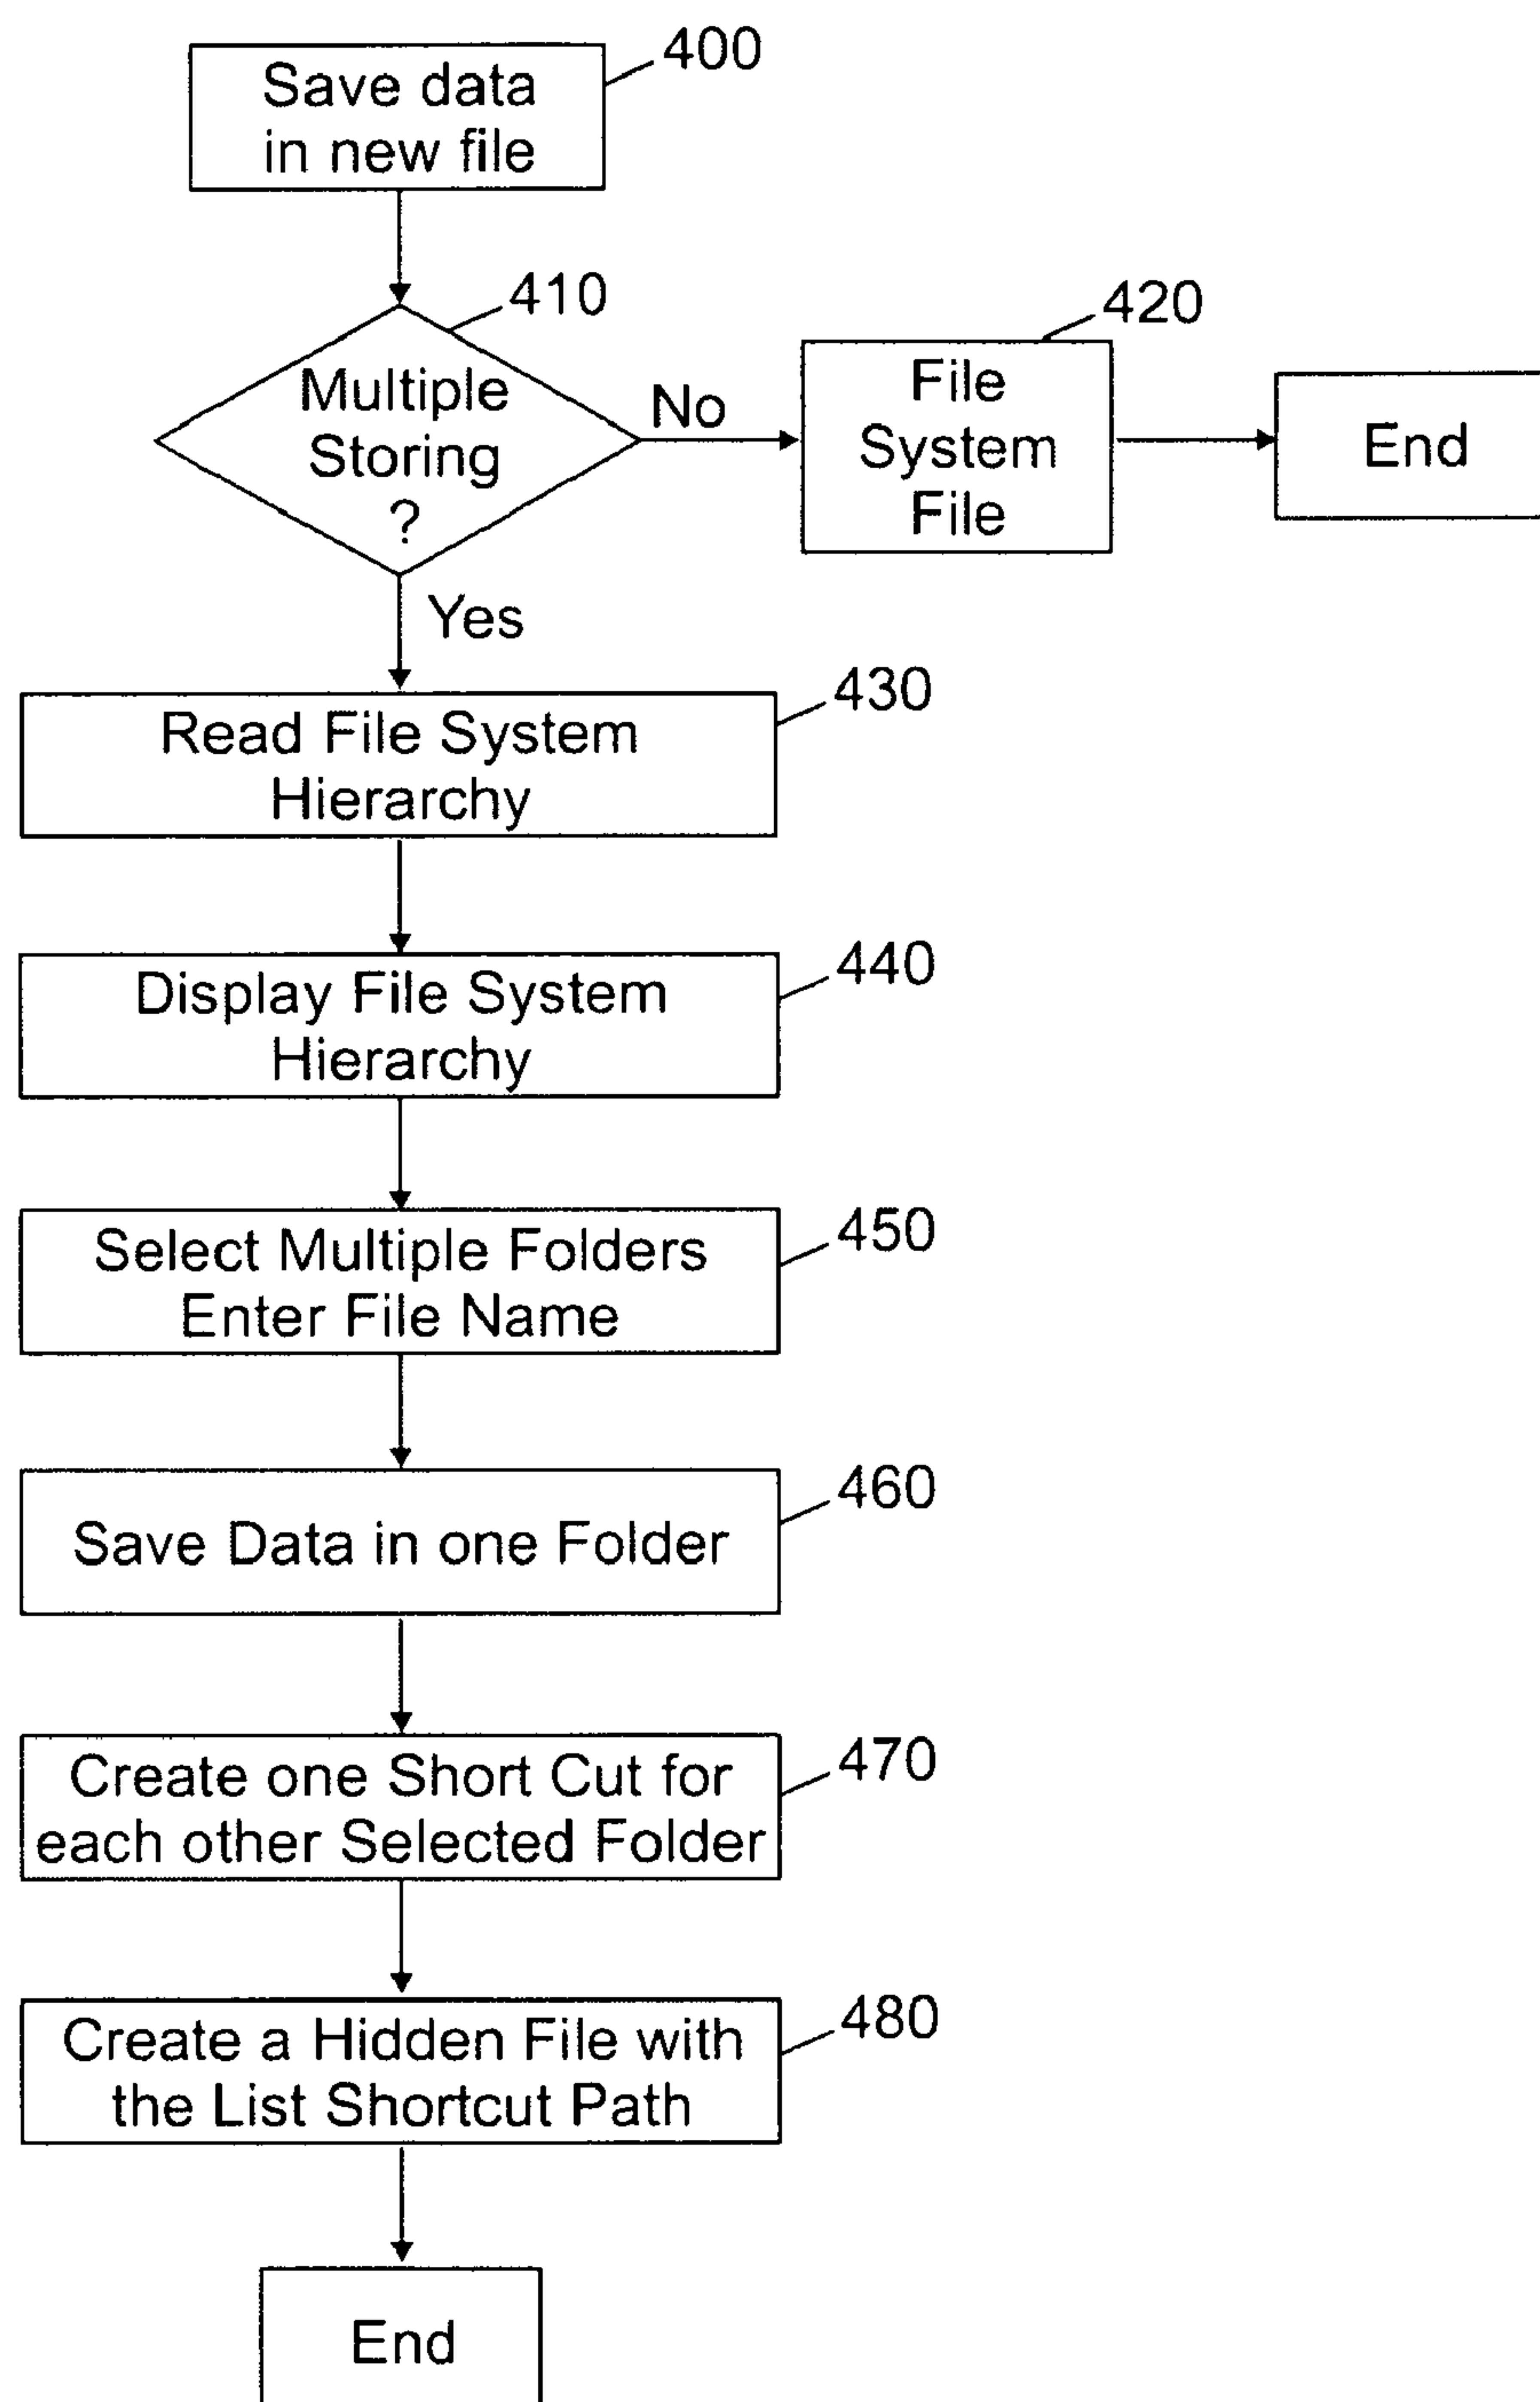 400
Save data
in new file
410
Multiple
Storing
?
No
420
File
System
File
End
Yes
430
Read File System
Hierarchy
440
Display File System
Hierarchy
450
Select Multiple Folders
Enter File Name
460
Save Data in one Folder
470
Create one Short Cut for
each other Selected Folder
480
Create a Hidden File with
the List Shortcut Path
End